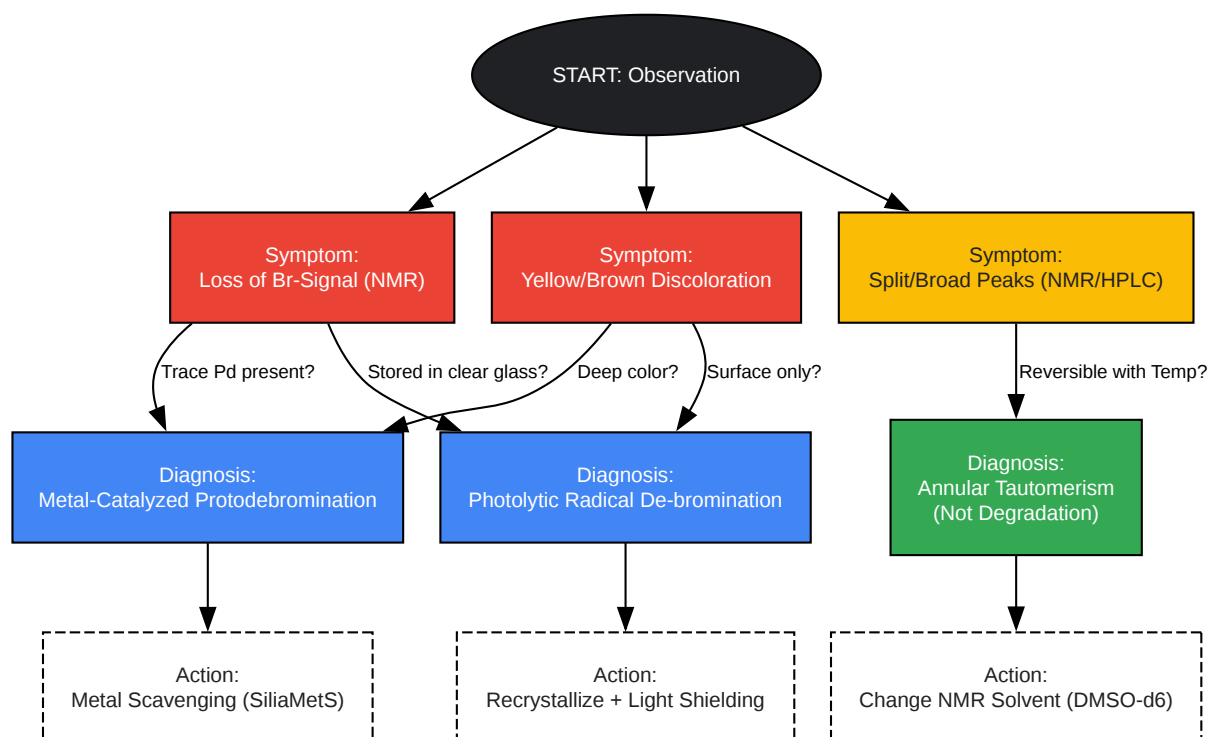 START: Observation
Symptom:
Loss of Br-Signal (NMR)
Symptom:
Yellow/Brown Discoloration
Symptom:
Split/Broad Peaks (NMR/HPLC)
Trace Pd present?
Stored in clear glass?
Deep color?
Surface only?
Reversible with Temp?
Diagnosis:
Metal-Catalyzed Protodebromination
Diagnosis:
Photolytic Radical De-bromination
Diagnosis:
Annular Tautomerism
(Not Degradation)
Action:
Metal Scavenging (SiliaMetS)
Action:
Recrystallize + Light Shielding
Action:
Change NMR Solvent (DMSO-d6)